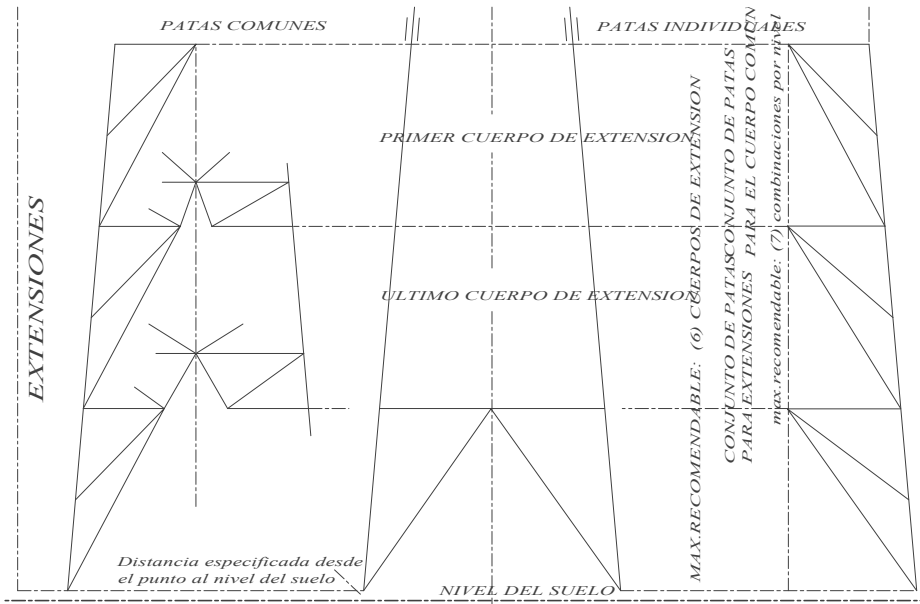 PATAS COMUNES
PATAS INDIVIDUALES
PRIMER CUERPO DE EXTENSION
ULTIMO CUERPO DE EXTENSION
EXTENSIONES
MAX.RECOMENDABLE: (6) CUERPOS DE EXTENSION
CONJUNTO DE PATAS
PARA EXTENSIONES
CONJUNTO DE PATAS
PARA EL CUERPO COMÚN
max.recomendable: (7) combinaciones por nivel
Distancia especificada desde
el punto al nivel del suelo
NIVEL DEL SUELO